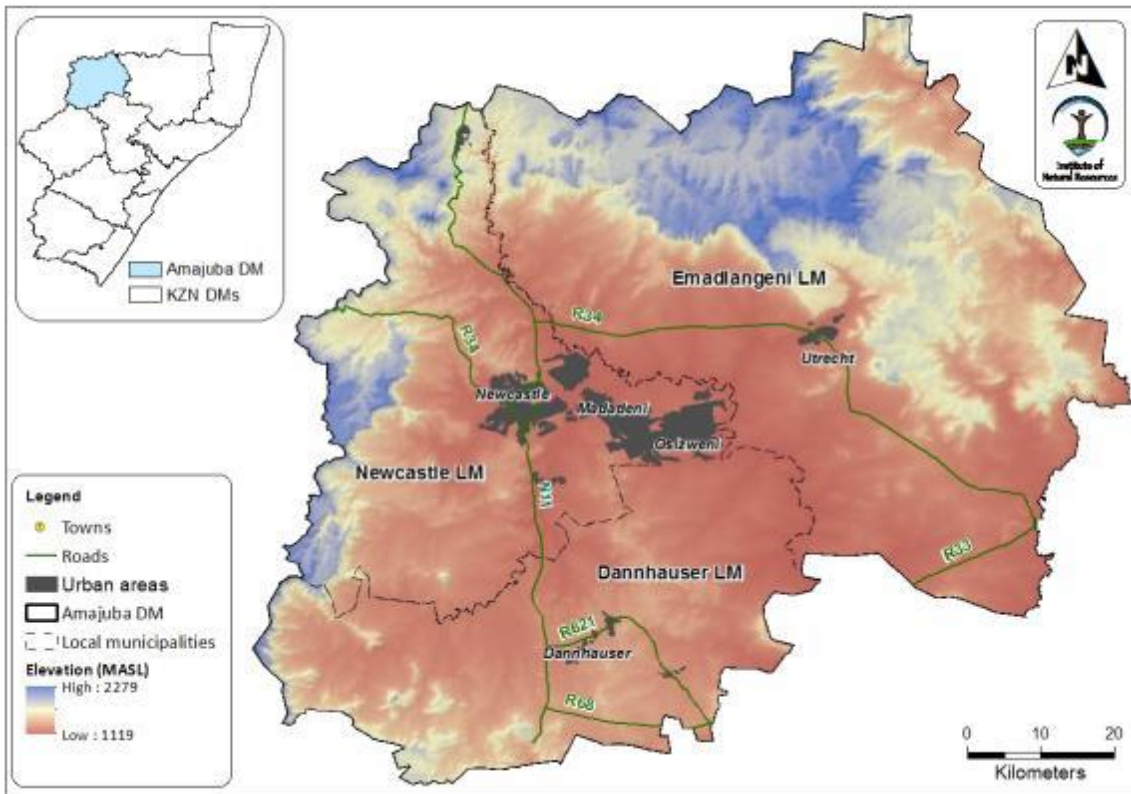 Amajuba DM
KZN DMs
N
Institute of
Natural Resources
Emadlangeni LM
R34
R34
Utrecht
Newcastle
Madadeni
Osizweni
Newcastle LM
N11
R33
Dannhauser LM
R621
Dannhauser
R68
Legend
Towns
Roads
Urban areas
Amajuba DM
Local municipalities
Elevation (MASL)
High : 2279
Low : 1119
0 10 20
Kilometers